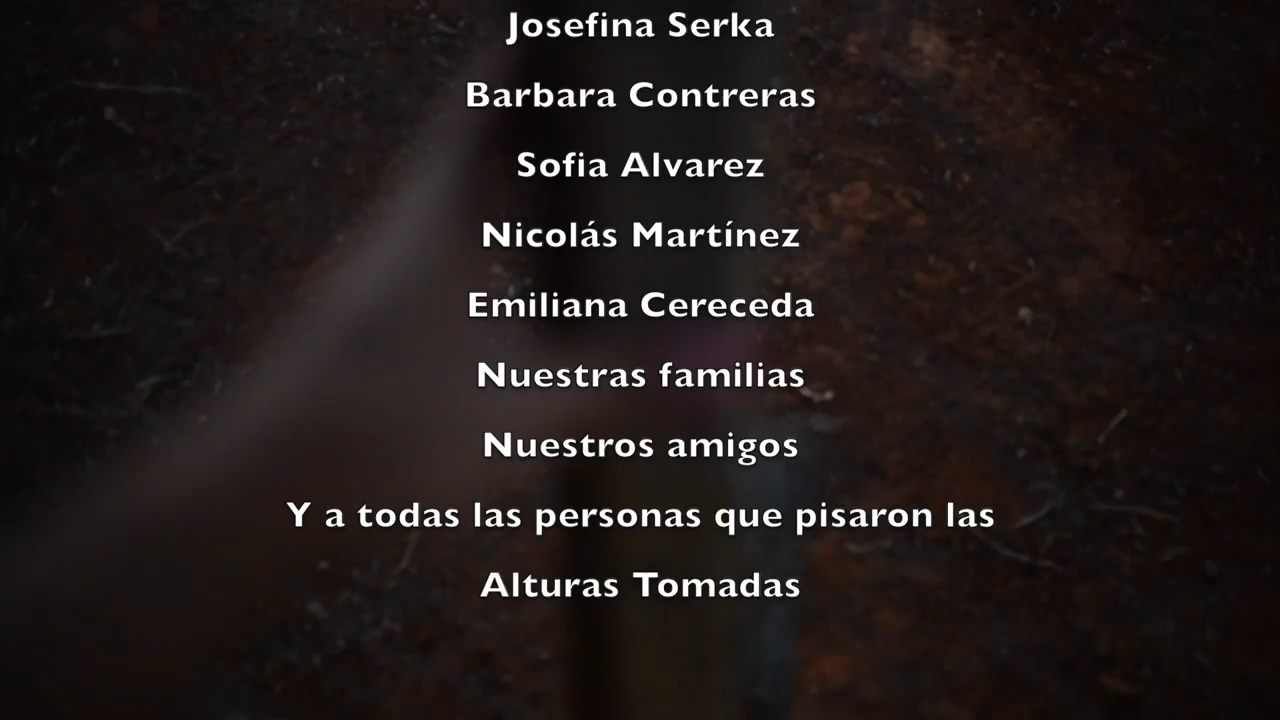 Josefina Serka
Barbara Contreras
Sofia Alvarez
Nicolás Martínez
Emiliana Cereceda
Nuestras familias
Nuestros amigos
Y a todas las personas que pisaron las
Alturas Tomadas